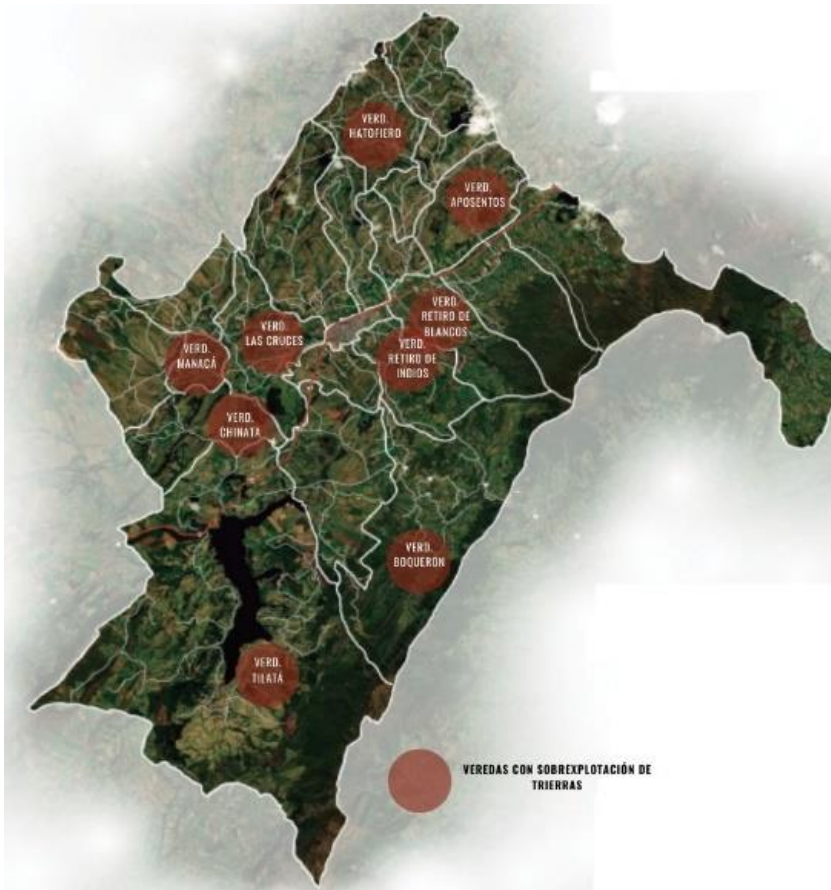 VERD.
HATOFIERO
VERD.
APOSENTOS
VERD.
RETIRO DE
BLANCOS
VERD.
LAS CRUCES
VERD.
RETIRO DE
INDIOS
VERD.
MANACÁ
VERD.
CHINATA
VERD.
BOQUERON
VERD.
TILATÁ
VEREDAS CON SOBREXPLOTACIÓN DE
TRIERRAS